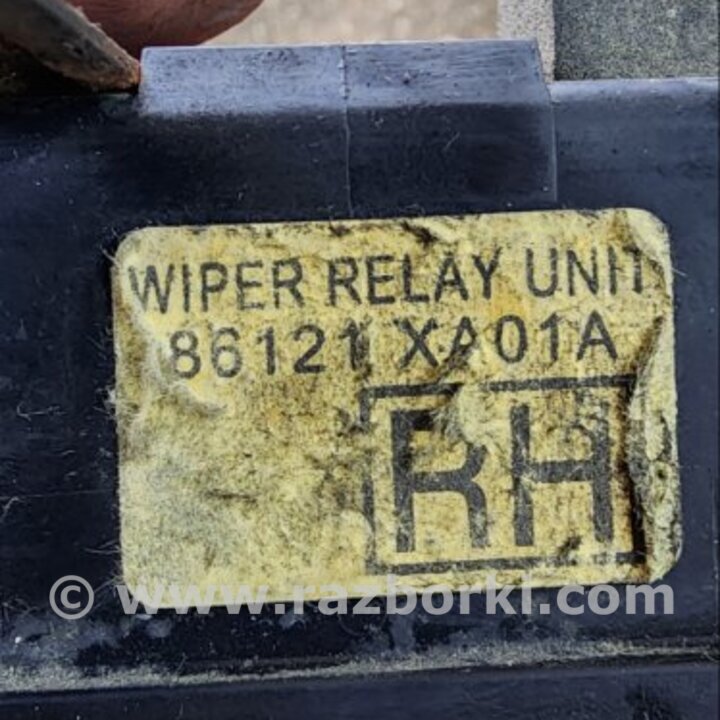 WIPER RELAY UNIT
86121 XA01A
RH
© www.razborki.com